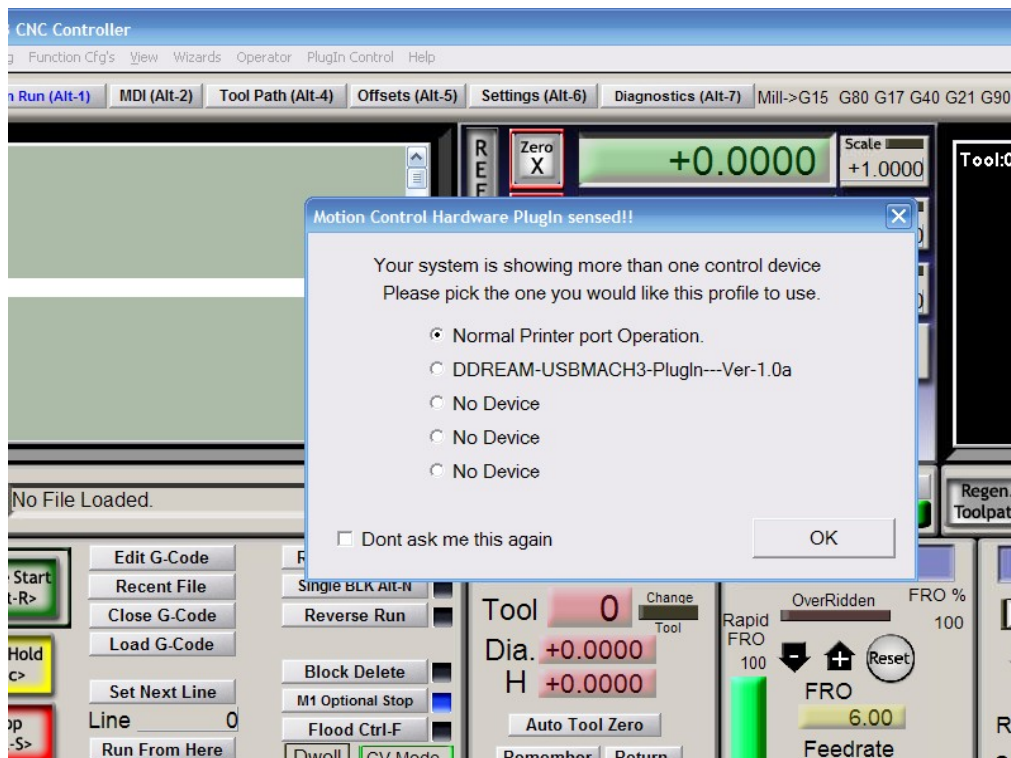 CNC Controller
Function Cfg's View Wizards Operator PlugIn Control Help
Run (Alt-1) MDI (Alt-2) Tool Path (Alt-4) Offsets (Alt-5) Settings (Alt-6) Diagnostics (Alt-7) Mill->G15 G80 G17 G40 G21 G90
Zero
X
+0.0000
Scale
+1.0000
Tool:0
Motion Control Hardware PlugIn sensed!!
Your system is showing more than one control device
Please pick the one you would like this profile to use.
Normal Printer port Operation.
DDREAM-USBMACH3-PlugIn---Ver-1.0a
No Device
No Device
No Device
Dont ask me this again
OK
No File Loaded.
Regen.
Toolpat
Start
Edit G-Code
Recent File
Close G-Code
Load G-Code
Hold
Set Next Line
Line 0
Run From Here
Single BLK Alt-N
Reverse Run
Block Delete
M1 Optional Stop
Flood Ctrl-F
Dwell CV Mode
Tool 0 Change
Tool
Dia. +0.0000
H +0.0000
Auto Tool Zero
Remember Return
OverRidden FRO %
Rapid 100
FRO
100
Reset
FRO
6.00
Feedrate